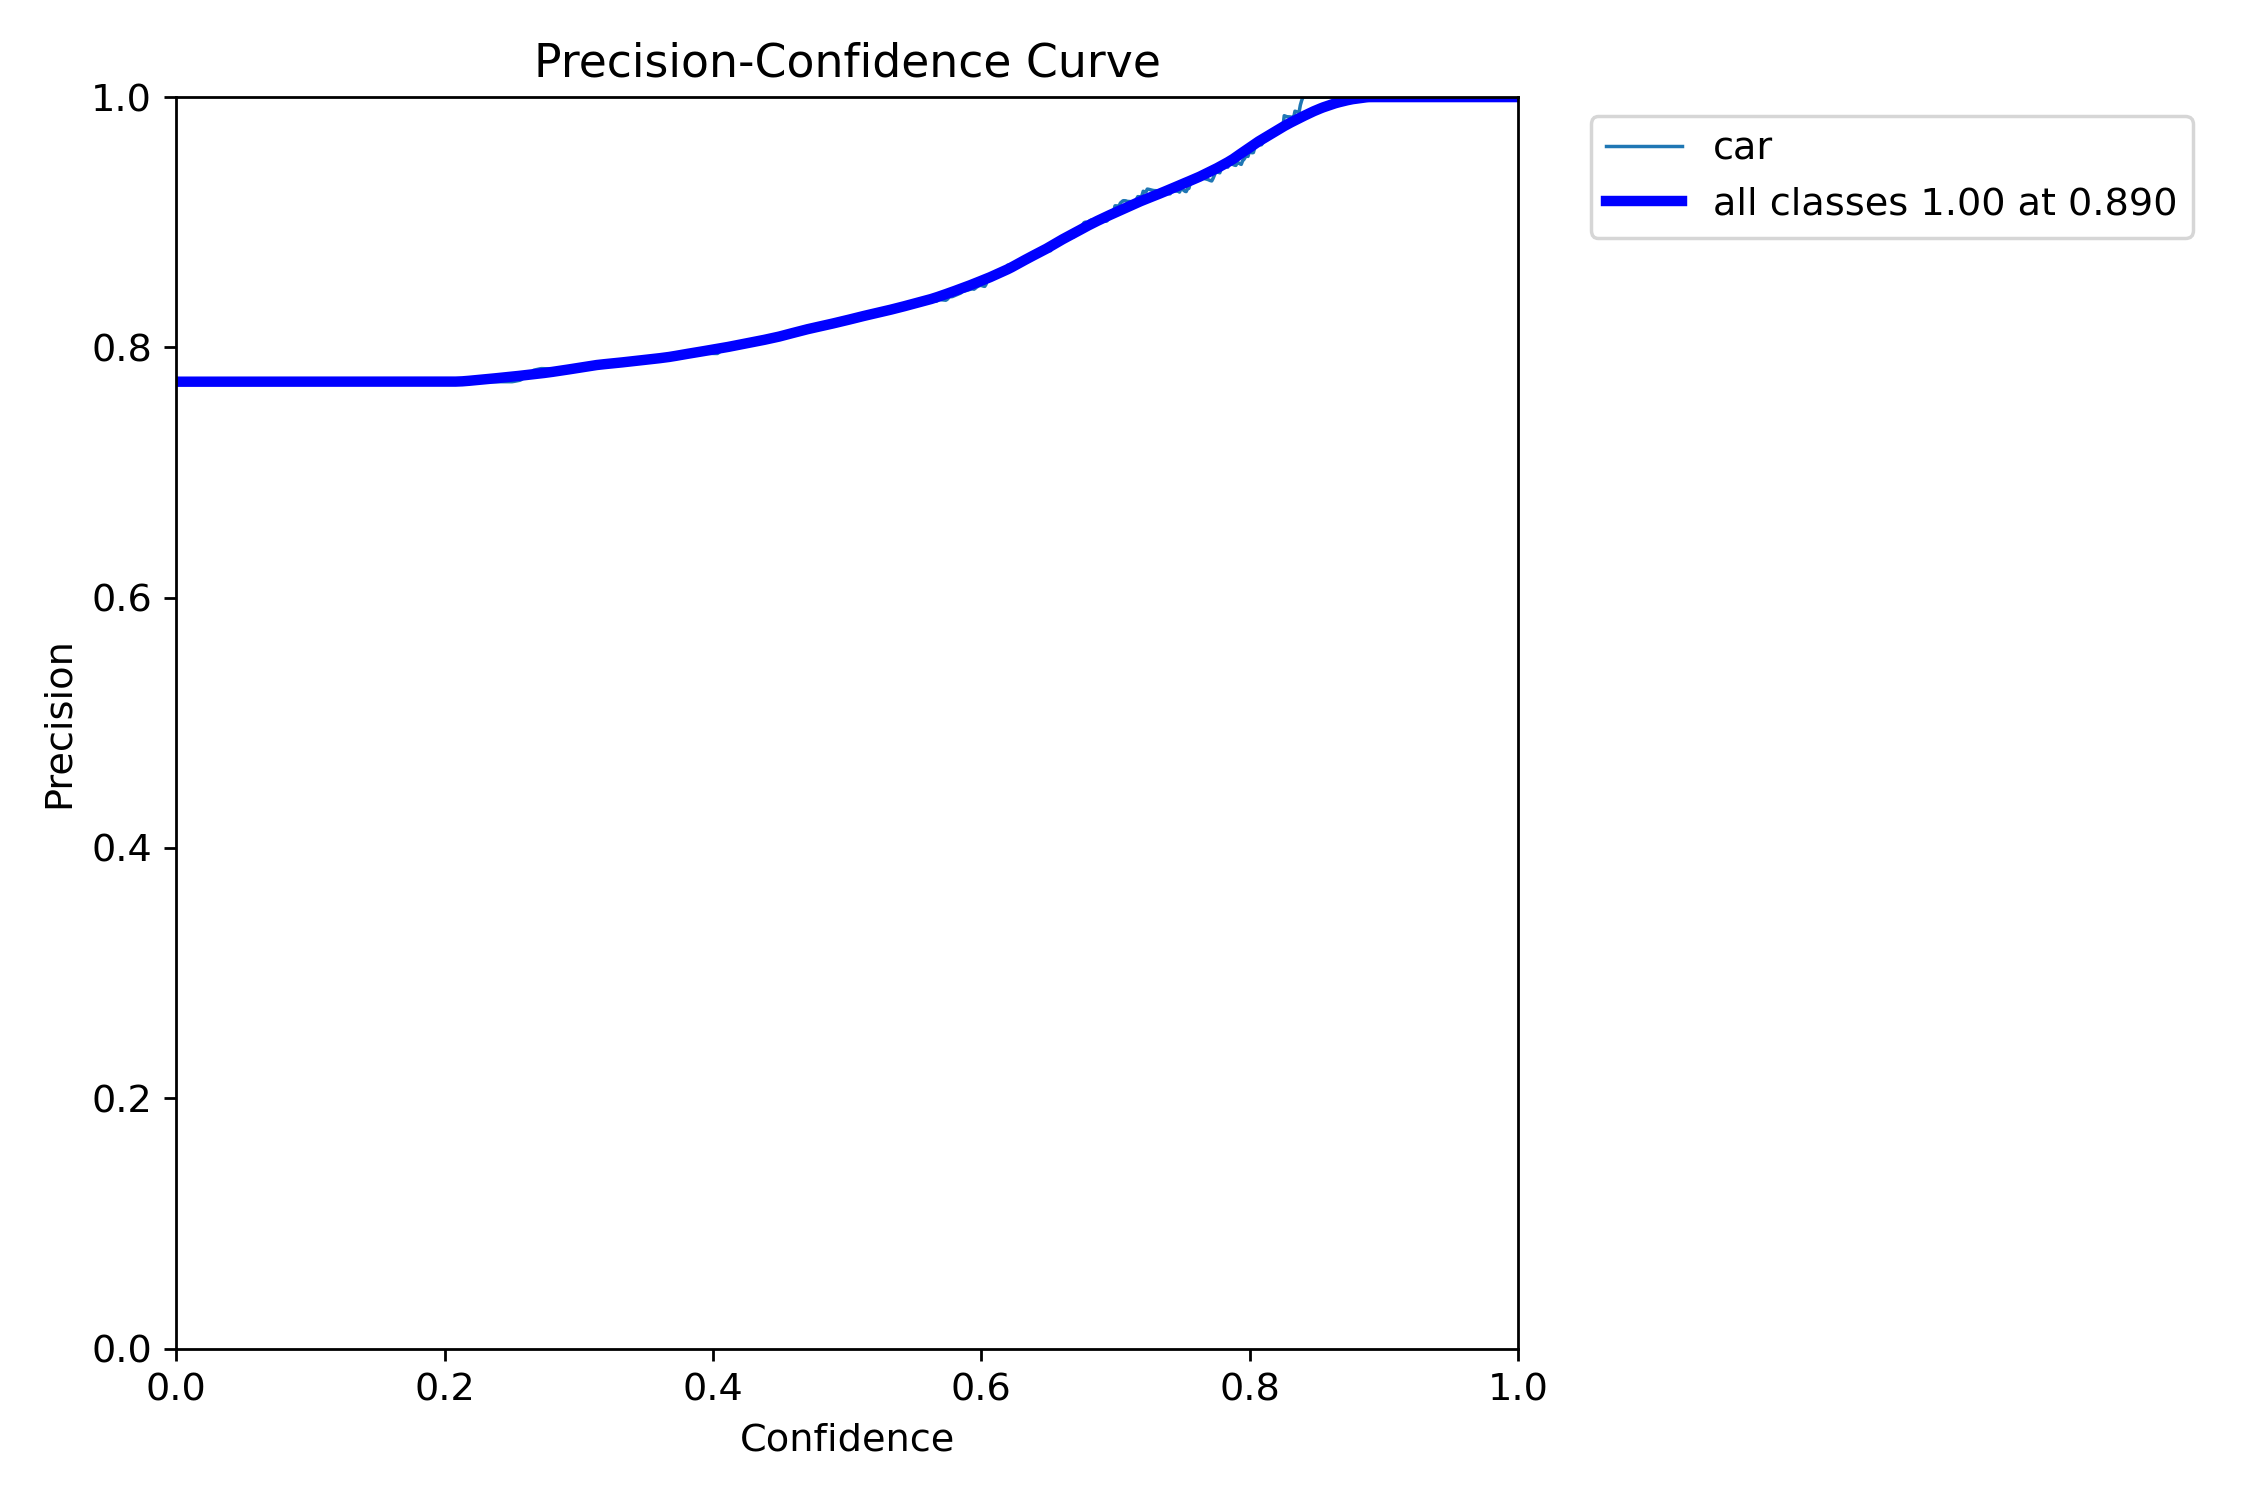 Precision-Confidence Curve
1.0
0.8
0.6
0.4
0.2
0.0
Precision
0.0 0.2 0.4 0.6 0.8 1.0
Confidence
car
all classes 1.00 at 0.890